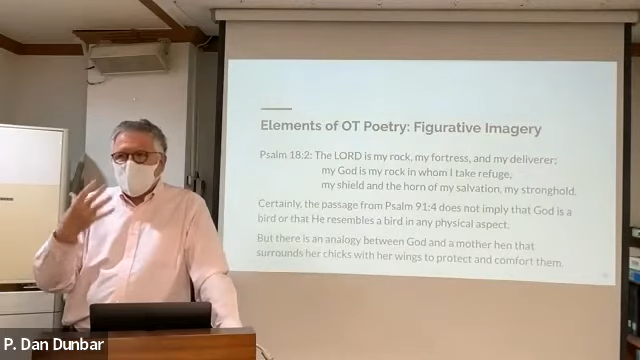 Elements of OT Poetry: Figurative Imagery
Psalm 18:2: The LORD is my rock, my fortress, and my deliverer;
my God is my rock in whom I take refuge,
my shield and the horn of my salvation, my stronghold.
Certainly, the passage from Psalm 91:4 does not imply that God is a
bird or that He resembles a bird in any physical aspect.
But there is an analogy between God and a mother hen that
surrounds her chicks with her wings to protect and comfort them.
P. Dan Dunbar